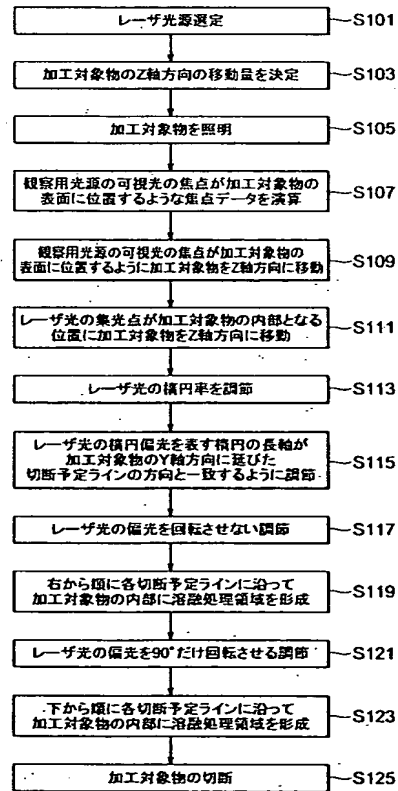 レーザ光源選定
S101
加工対象物のZ軸方向の移動量を決定
S103
加工対象物を照明
S105
観察用光源の可視光の焦点が加工対象物の
表面に位置するような焦点データを演算
S107
観察用光源の可視光の焦点が加工対象物の
表面に位置するように加工対象物をZ軸方向に移動
S109
レーザ光の集光点が加工対象物の内部となる
位置に加工対象物をZ軸方向に移動
S111
レーザ光の楕円率を調節
S113
レーザ光の楕円偏光を表す楕円の長軸が
加工対象物のY軸方向に延びた
切断予定ラインの方向と一致するように調節
S115
レーザ光の偏光を回転させない調節
S117
右から順に各切断予定ラインに沿って
加工対象物の内部に溶融処理領域を形成
S119
レーザ光の偏光を90°だけ回転させる調節
S121
下から順に各切断予定ラインに沿って
加工対象物の内部に溶融処理領域を形成
S123
加工対象物の切断
S125